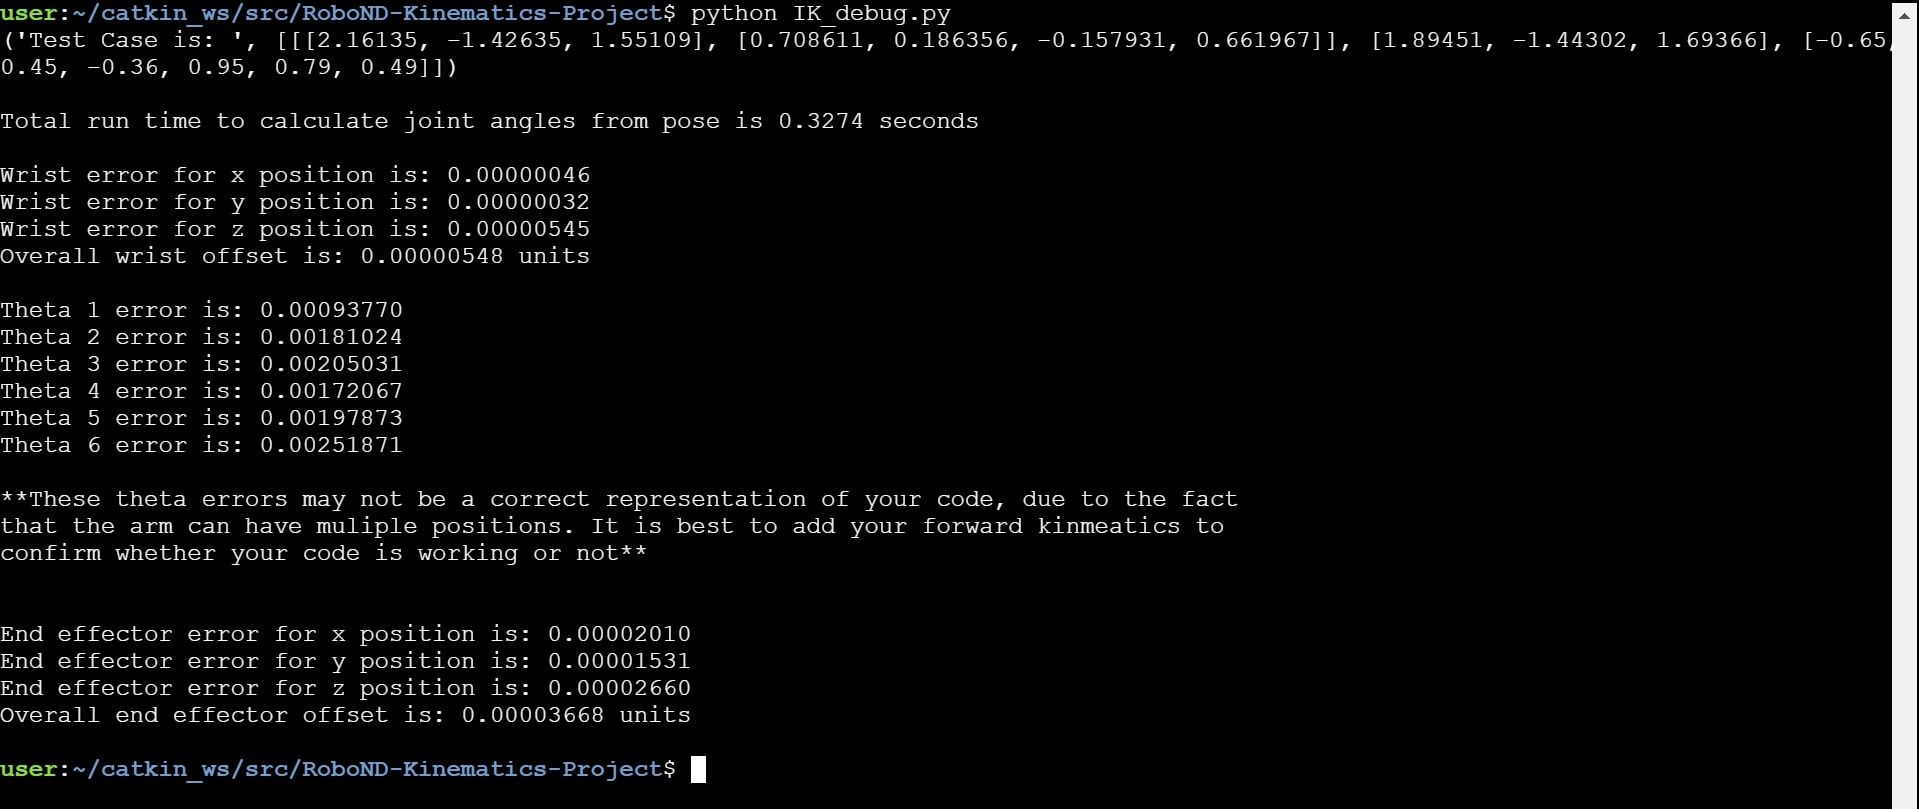 user:~/catkin_ws/src/RoboND-Kinematics-Project$ python IK_debug.py
('Test Case is: ', [[[2.16135, -1.42635, 1.55109], [0.708611, 0.186356, -0.157931, 0.661967]], [1.89451, -1.44302, 1.69366], [-0.65,
0.45, -0.36, 0.95, 0.79, 0.49]])
Total run time to calculate joint angles from pose is 0.3274 seconds
Wrist error for x position is: 0.00000046
Wrist error for y position is: 0.00000032
Wrist error for z position is: 0.00000545
Overall wrist offset is: 0.00000548 units
Theta 1 error is: 0.00093770
Theta 2 error is: 0.00181024
Theta 3 error is: 0.00205031
Theta 4 error is: 0.00172067
Theta 5 error is: 0.00197873
Theta 6 error is: 0.00251871
**These theta errors may not be a correct representation of your code, due to the fact
that the arm can have muliple positions. It is best to add your forward kinmeatics to
confirm whether your code is working or not**
End effector error for x position is: 0.00002010
End effector error for y position is: 0.00001531
End effector error for z position is: 0.00002660
Overall end effector offset is: 0.00003668 units
user:~/catkin_ws/src/RoboND-Kinematics-Project$